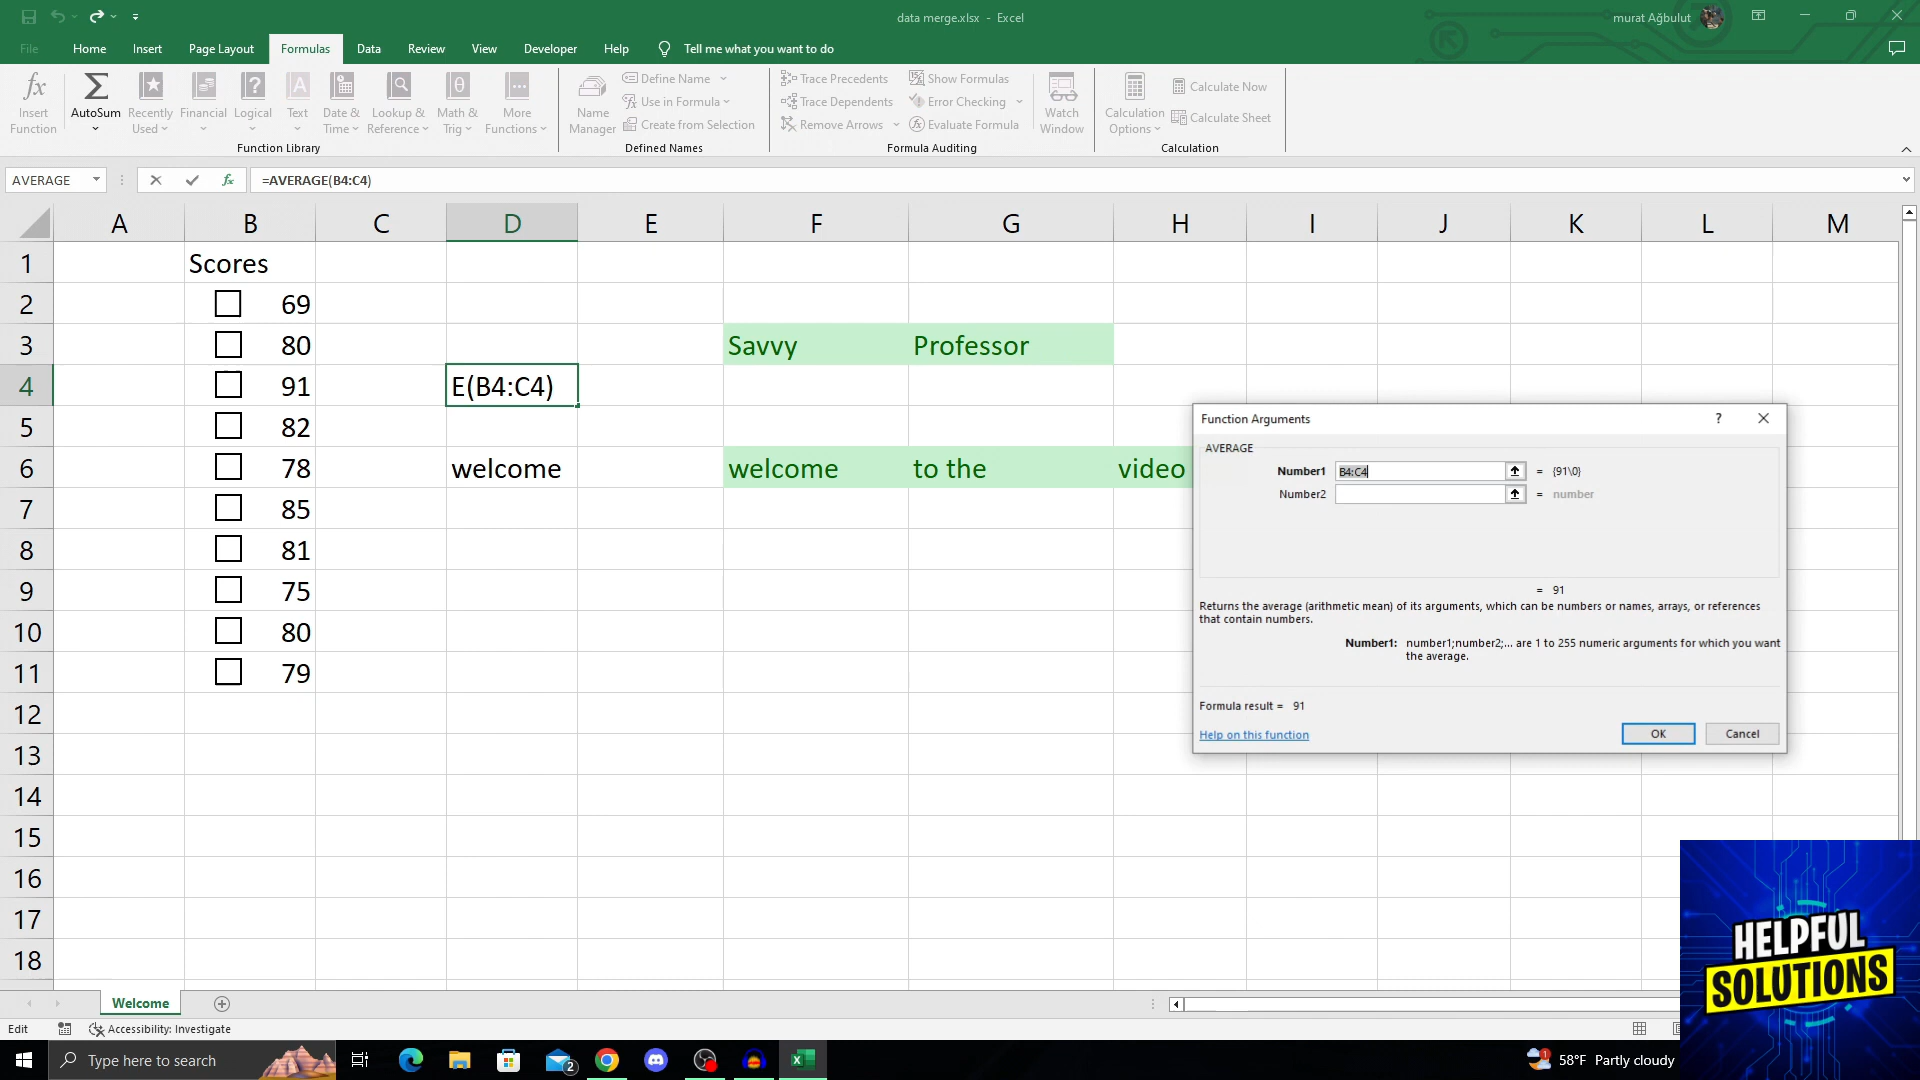 data merge.xlsx - Excel
murat Ağbulut
File Home Insert Page Layout Formulas Data Review View Developer Help Tell me what you want to do
fx Insert Function
AutoSum
Recently Used
Financial
Logical
Text
Date & Time
Lookup & Reference
Math & Trig
More Functions
Function Library
Name Manager
Define Name
Use in Formula
Create from Selection
Defined Names
Trace Precedents
Trace Dependents
Remove Arrows
Show Formulas
Error Checking
Evaluate Formula
Formula Auditing
Watch Window
Calculation Options
Calculate Now
Calculate Sheet
Calculation
AVERAGE fx =AVERAGE(B4:C4)
A B C D E F G H I J K L M
1 Scores
2 69
3 80 Savvy Professor
4 91 E(B4:C4)
5 82
6 78 welcome welcome to the video
7 85
8 81
9 75
10 80
11 79
12
13
14
15
16
17
18
Function Arguments ? 
AVERAGE
Number1 B4:C4 = {91\0}
Number2 = number
= 91
Returns the average (arithmetic mean) of its arguments, which can be numbers or names, arrays, or references
that contain numbers.
Number1: number1;number2;... are 1 to 255 numeric arguments for which you want
the average.
Formula result = 91
Help on this function
OK Cancel
HELPFUL
SOLUTIONS
Welcome
Edit Accessibility: Investigate
Type here to search
2
1
58°F Partly cloudy